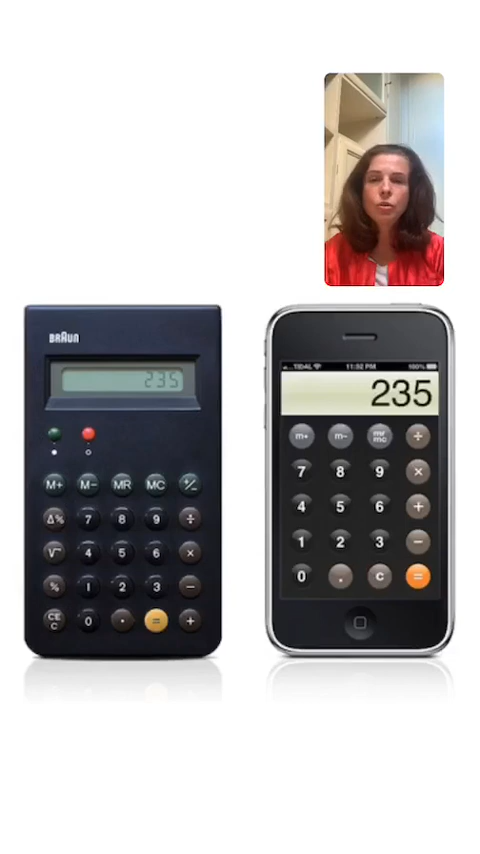 BRAUN
235
M+ M− MR MC +/−
Δ% 7 8 9 ÷
√− 4 5 6 ×
% 1 2 3 −
CE C 0 · = +
TIDAL 11:52 PM 100%
235
m+ m− mr/mc ÷
7 8 9 ×
4 5 6 +
1 2 3 −
0 . c =